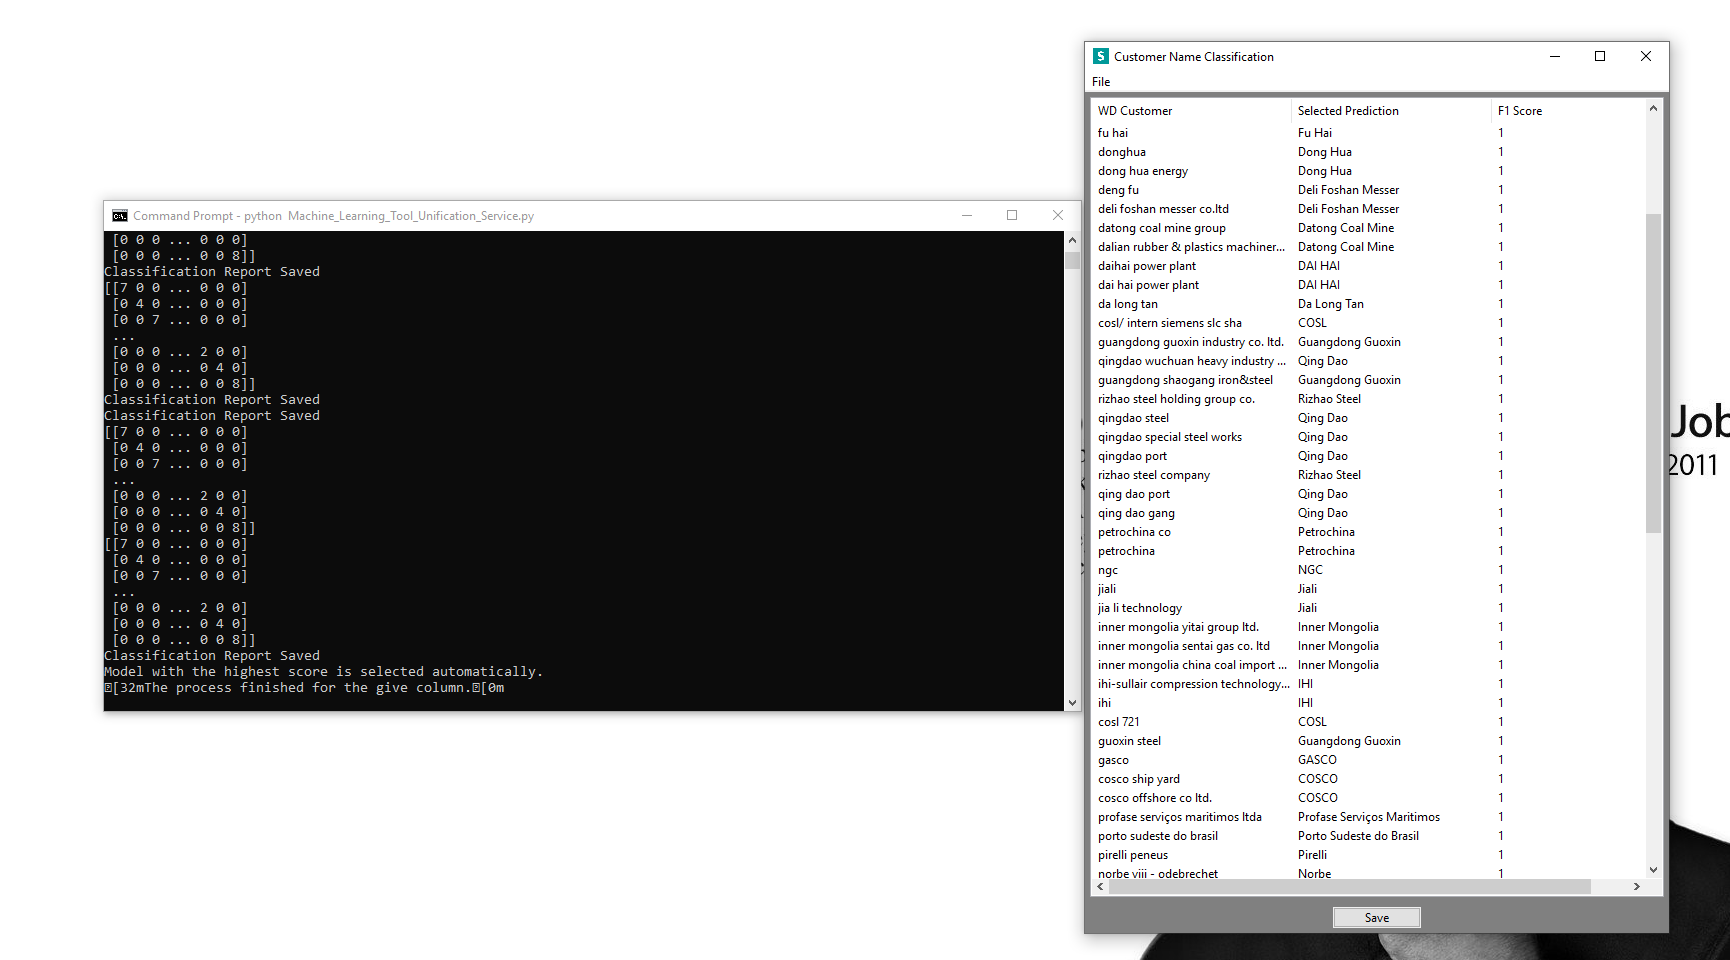 Command Prompt - python  Machine_Learning_Tool_Unification_Service.py
[0 0 0 ... 0 0 0]
[0 0 0 ... 0 0 8]]
Classification Report Saved
[[7 0 0 ... 0 0 0]
[0 4 0 ... 0 0 0]
[0 0 7 ... 0 0 0]
...
[0 0 0 ... 2 0 0]
[0 0 0 ... 0 4 0]
[0 0 0 ... 0 0 8]]
Classification Report Saved
Classification Report Saved
[[7 0 0 ... 0 0 0]
[0 4 0 ... 0 0 0]
[0 0 7 ... 0 0 0]
...
[0 0 0 ... 2 0 0]
[0 0 0 ... 0 4 0]
[0 0 0 ... 0 0 8]]
[[7 0 0 ... 0 0 0]
[0 4 0 ... 0 0 0]
[0 0 7 ... 0 0 0]
...
[0 0 0 ... 2 0 0]
[0 0 0 ... 0 4 0]
[0 0 0 ... 0 0 8]]
Classification Report Saved
Model with the highest score is selected automatically.
[32mThe process finished for the give column.[0m
Customer Name Classification
File
WD Customer Selected Prediction F1 Score
fu hai Fu Hai 1
donghua Dong Hua 1
dong hua energy Dong Hua 1
deng fu Deli Foshan Messer 1
deli foshan messer co.ltd Deli Foshan Messer 1
datong coal mine group Datong Coal Mine 1
dalian rubber & plastics machiner... Datong Coal Mine 1
daihai power plant DAI HAI 1
dai hai power plant DAI HAI 1
da long tan Da Long Tan 1
cosl/ intern siemens slc sha COSL 1
guangdong guoxin industry co. ltd. Guangdong Guoxin 1
qingdao wuchuan heavy industry ... Qing Dao 1
guangdong shaogang iron&steel Guangdong Guoxin 1
rizhao steel holding group co. Rizhao Steel 1
qingdao steel Qing Dao 1
qingdao special steel works Qing Dao 1
qingdao port Qing Dao 1
rizhao steel company Rizhao Steel 1
qing dao port Qing Dao 1
qing dao gang Qing Dao 1
petrochina co Petrochina 1
petrochina Petrochina 1
ngc NGC 1
jiali Jiali 1
jia li technology Jiali 1
inner mongolia yitai group ltd. Inner Mongolia 1
inner mongolia sentai gas co. ltd Inner Mongolia 1
inner mongolia china coal import ... Inner Mongolia 1
ihi-sullair compression technology... IHI 1
ihi IHI 1
cosl 721 COSL 1
guoxin steel Guangdong Guoxin 1
gasco GASCO 1
cosco ship yard COSCO 1
cosco offshore co ltd. COSCO 1
profase serviços maritimos ltda Profase Serviços Maritimos 1
porto sudeste do brasil Porto Sudeste do Brasil 1
pirelli peneus Pirelli 1
norbe viii - odebrechet Norbe 1
Save
Job
2011